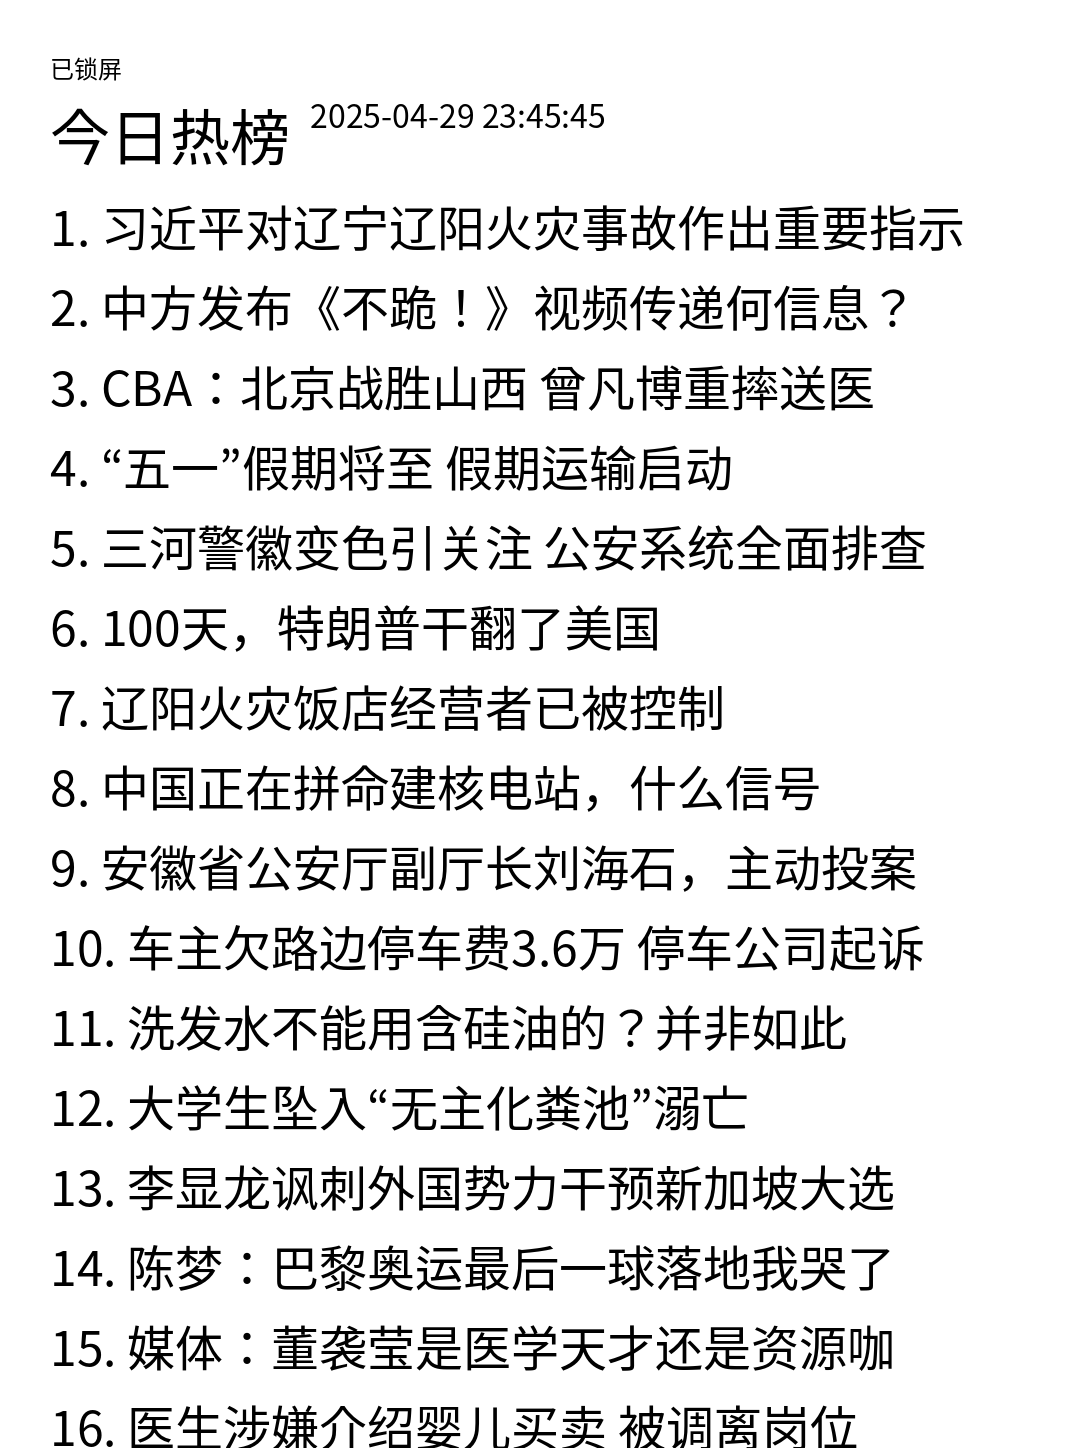 已锁屏
今日热榜 2025-04-29 23:45:45
1. 习近平对辽宁辽阳火灾事故作出重要指示
2. 中方发布《不跪！》视频传递何信息？
3. CBA：北京战胜山西 曾凡博重摔送医
4. “五一”假期将至 假期运输启动
5. 三河警徽变色引关注 公安系统全面排查
6. 100天，特朗普干翻了美国
7. 辽阳火灾饭店经营者已被控制
8. 中国正在拼命建核电站，什么信号
9. 安徽省公安厅副厅长刘海石，主动投案
10. 车主欠路边停车费3.6万 停车公司起诉
11. 洗发水不能用含硅油的？并非如此
12. 大学生坠入“无主化粪池”溺亡
13. 李显龙讽刺外国势力干预新加坡大选
14. 陈梦：巴黎奥运最后一球落地我哭了
15. 媒体：董袭莹是医学天才还是资源咖
16. 医生涉嫌介绍婴儿买卖 被调离岗位